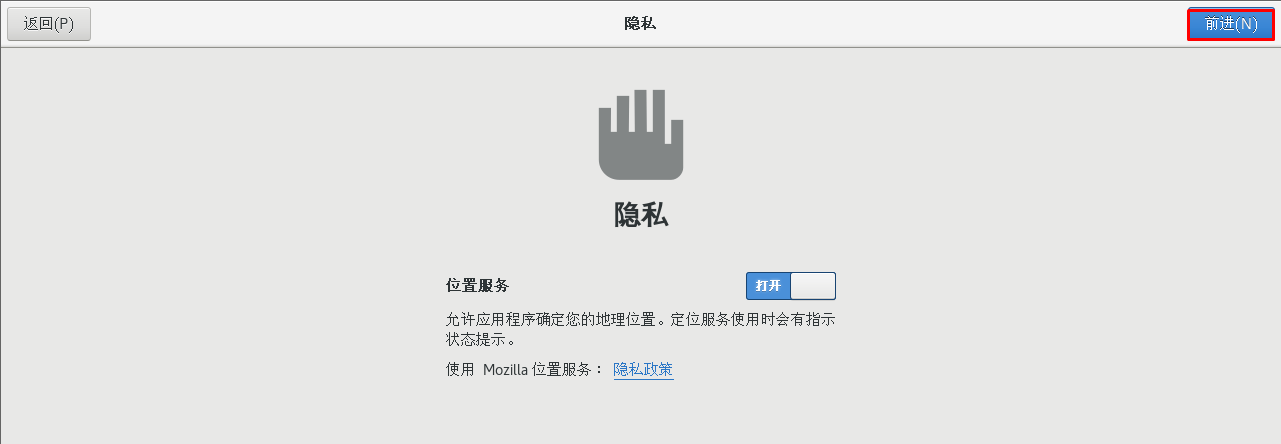 返回(P)
隐私
前进(N)
隐私
位置服务
打开
允许应用程序确定您的地理位置。定位服务使用时会有指示
状态提示。
使用 Mozilla 位置服务： 隐私政策